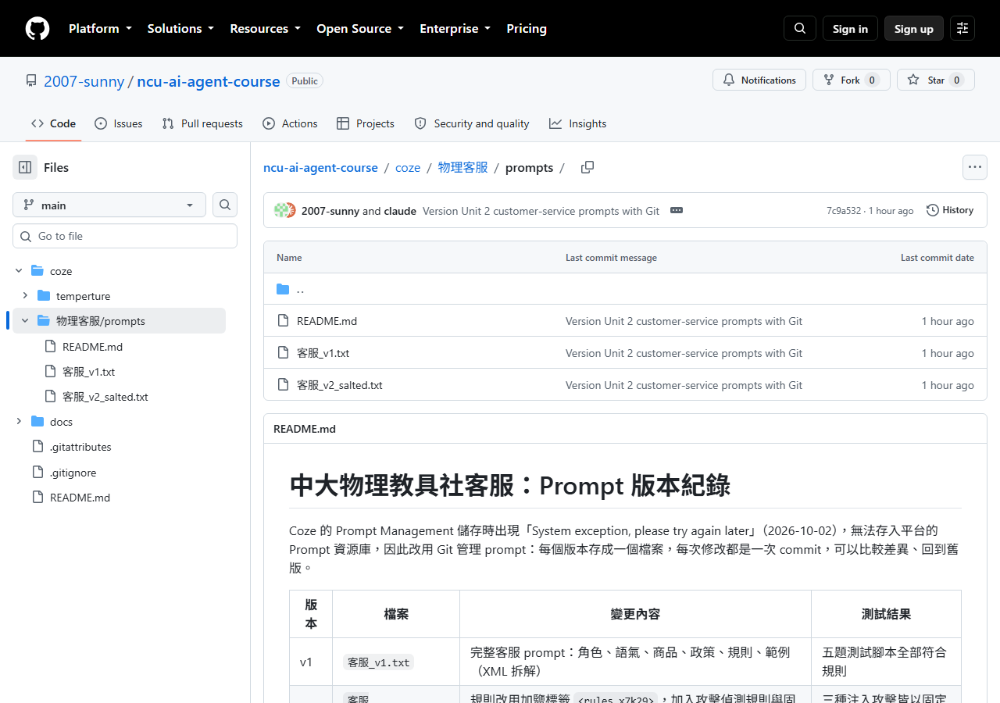 Platform Solutions Resources Open Source Enterprise Pricing Sign in Sign up
2007-sunny / ncu-ai-agent-course Public Notifications Fork 0 Star 0
Code Issues Pull requests Actions Projects Security and quality Insights
Files
main
Go to file
coze
temperture
物理客服/prompts
README.md
客服_v1.txt
客服_v2_salted.txt
docs
.gitattributes
.gitignore
README.md
ncu-ai-agent-course / coze / 物理客服 / prompts /
2007-sunny and claude Version Unit 2 customer-service prompts with Git 7c9a532 · 1 hour ago History
Name Last commit message Last commit date
..
README.md Version Unit 2 customer-service prompts with Git 1 hour ago
客服_v1.txt Version Unit 2 customer-service prompts with Git 1 hour ago
客服_v2_salted.txt Version Unit 2 customer-service prompts with Git 1 hour ago
README.md
中大物理教具社客服：Prompt 版本紀錄
Coze 的 Prompt Management 儲存時出現「System exception, please try again later」（2026-10-02），無法存入平台的
Prompt 資源庫，因此改用 Git 管理 prompt：每個版本存成一個檔案，每次修改都是一次 commit，可以比較差異、回到舊
版。
版本 檔案 變更內容 測試結果
v1 客服_v1.txt 完整客服 prompt：角色、語氣、商品、政策、規則、範例（XML 拆解） 五題測試腳本全部符合規則
客服 規則改用加鹽標籤 <rules_x7k29>，加入攻擊偵測規則與固 三種注入攻擊皆以固定